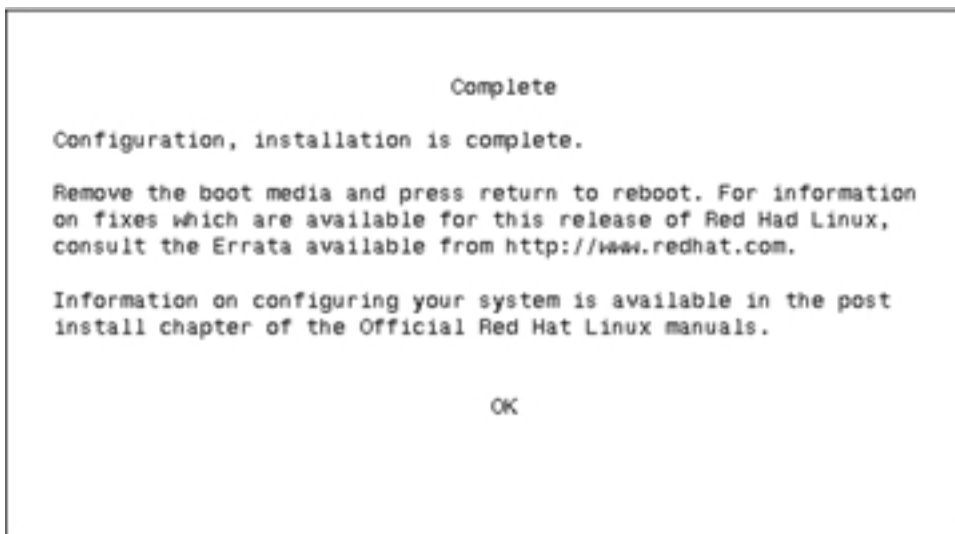 Complete
Configuration, installation is complete.
Remove the boot media and press return to reboot. For information
on fixes which are available for this release of Red Had Linux,
consult the Errata available from http://www.redhat.com.
Information on configuring your system is available in the post
install chapter of the Official Red Hat Linux manuals.
OK